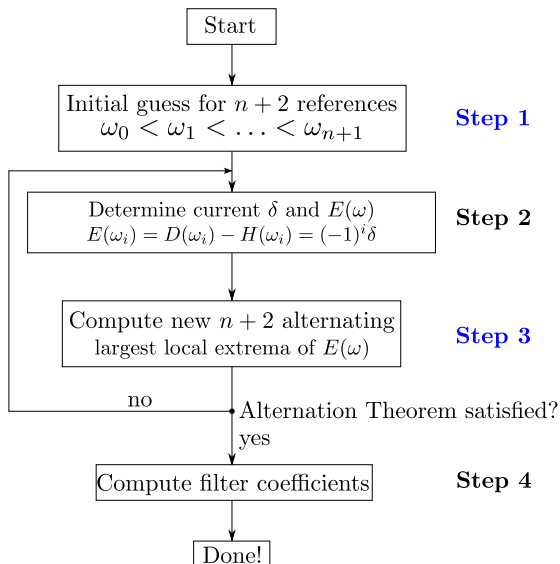 Start
Initial guess for n + 2 references
ω₀ < ω₁ < … < ωₙ₊₁
Step 1
Determine current δ and E(ω)
E(ωᵢ) = D(ωᵢ) − H(ωᵢ) = (−1)ⁱδ
Step 2
Compute new n + 2 alternating
largest local extrema of E(ω)
Step 3
no
Alternation Theorem satisfied?
yes
Compute filter coefficients
Step 4
Done!